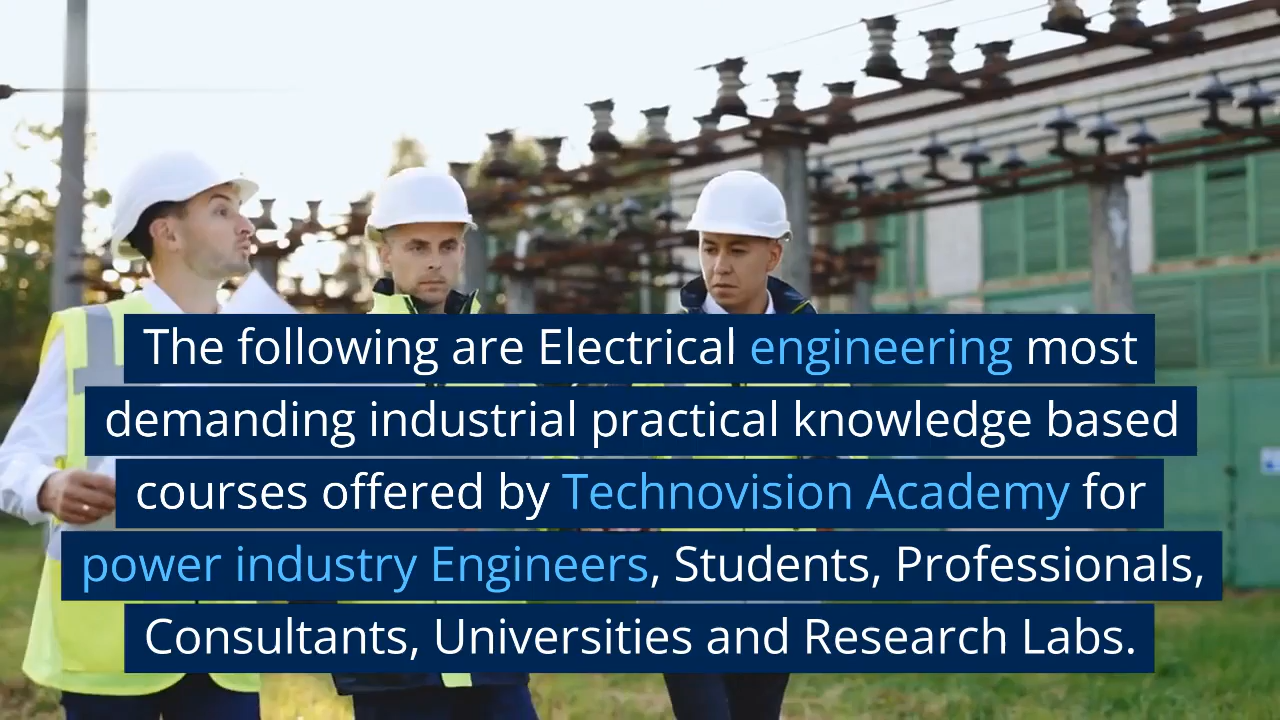 The following are Electrical engineering most
demanding industrial practical knowledge based
courses offered by Technovision Academy for
power industry Engineers, Students, Professionals,
Consultants, Universities and Research Labs.